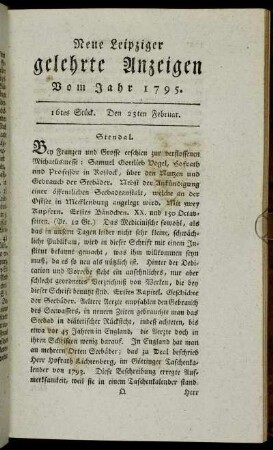 Neue Leipziger
gelehrte Anzeigen
Vom Jahr 1795.
16tes Stück. Den 23sten Februar.
Stendal.
Bey Franzen und Grosse erschien zur verflossenen
Michaelismesse: Samuel Gottlieb Vogel, Hofrath
und Professor in Rostock, über den Nutzen und
Gebrauch der Seebäder. Nebst der Ankündigung
einer öffentlichen Seebadeanstalt, welche an der
Ostsee in Mecklenburg angelegt wird. Mit zwey
Kupfern. Erstes Bändchen. XX. und 150 Octav-
seiten. (Pr. 12 Gr.) Das Medicinische sowohl, als
das in unsern Tagen leider nicht sehr kleine, schwäch-
liche Publikum, wird in dieser Schrift mit einem In-
stitut bekannt gemacht, was ihm willkommen seyn
muß, da es so neu als nützlich ist. Hinter der Dedi-
cation und Vorrede steht ein ansehnliches, nur aber
schlecht geordnetes Verzeichniß von Werken, die bey
dieser Schrift benutzt sind. Erstes Kapitel. Geschichte
der Seebäder. Aeltere Aerzte empfahlen den Gebrauch
des Seewassers, in neuern Zeiten gebrauchte man das
Seebad in diätetischer Rücksicht, indeß achteten, bis
etwa vor 45 Jahren in England, die Aerzte doch in
ihren Schriften wenig darauf. In England hat man
an mehreren Orten Seebäder; das zu Deal beschrieb
Herr Hofrath Lichtenberg, im Göttinger Taschenka-
lender von 1793. Diese Beschreibung erregte Auf-
merksamkeit, weil sie in einem Taschenkalender stand.
Q Herr